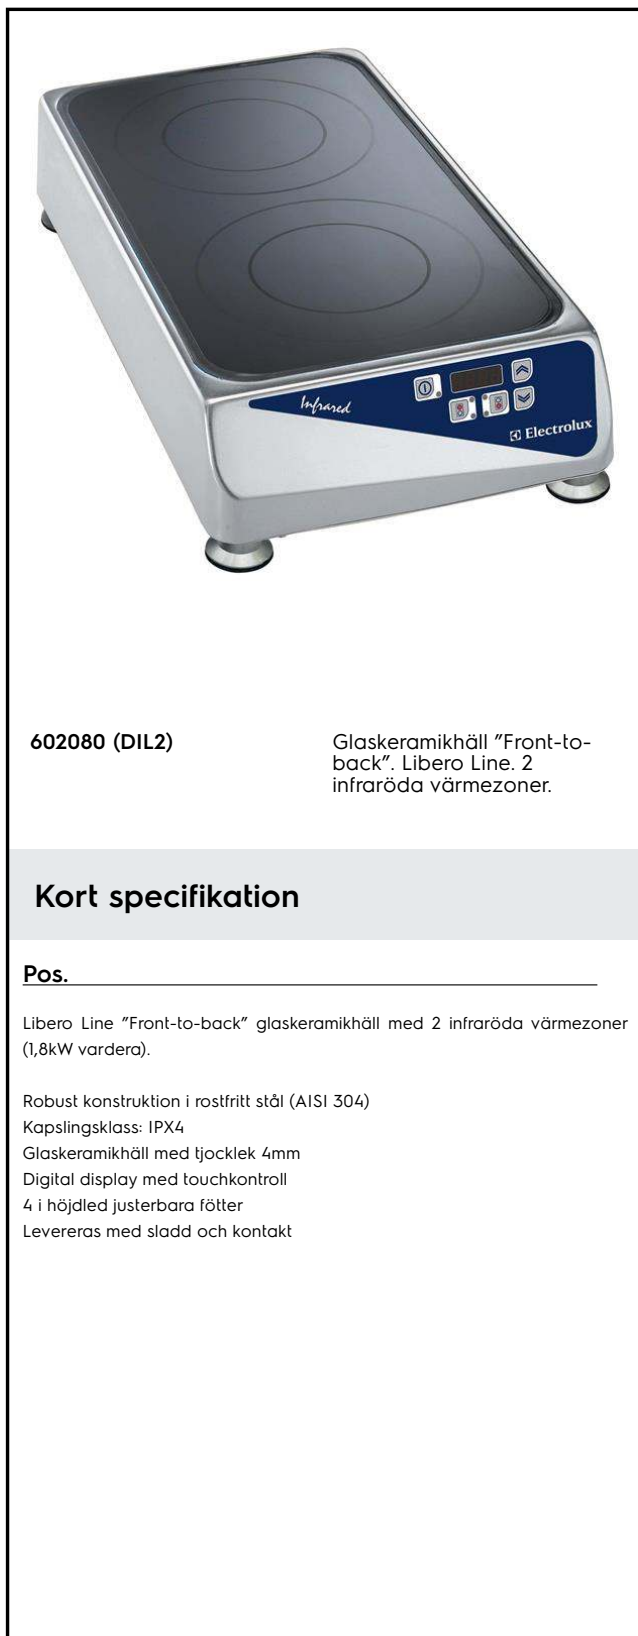 Infrared
Electrolux
602080 (DIL2)
Glaskeramikhäll "Front-to-
back". Libero Line. 2
infraröda värmezoner.
Kort specifikation
Pos.
Libero Line "Front-to-back" glaskeramikhäll med 2 infraröda värmezoner
(1,8kW vardera).
Robust konstruktion i rostfritt stål (AISI 304)
Kapslingsklass: IPX4
Glaskeramikhäll med tjocklek 4mm
Digital display med touchkontroll
4 i höjdled justerbara fötter
Levereras med sladd och kontakt